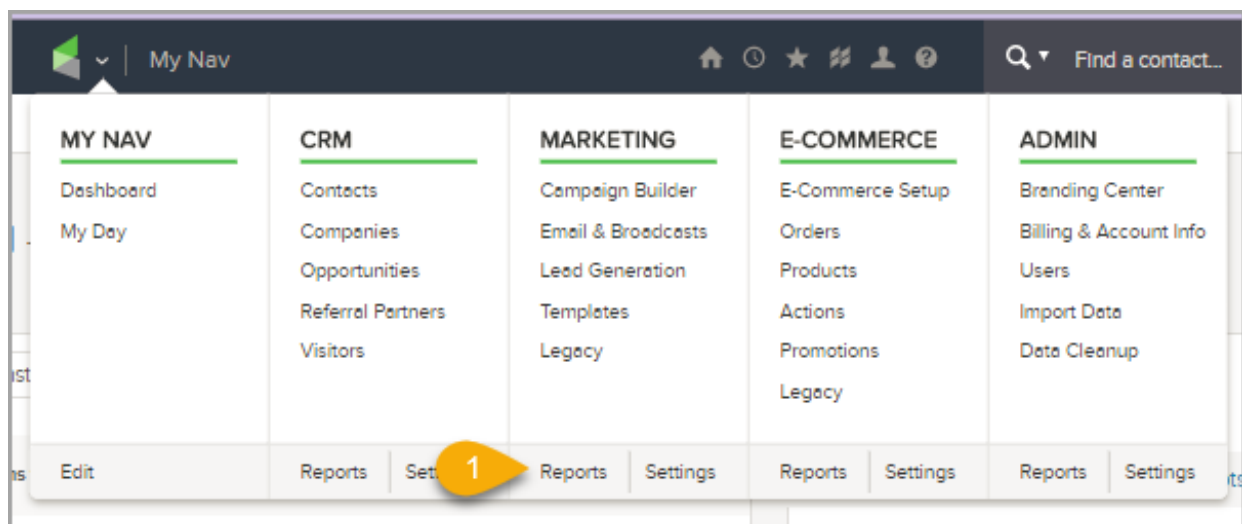 My Nav
Find a contact...
MY NAV
Dashboard
My Day
Edit
CRM
Contacts
Companies
Opportunities
Referral Partners
Visitors
Reports
MARKETING
Campaign Builder
Email & Broadcasts
Lead Generation
Templates
Legacy
1
Reports Settings
E-COMMERCE
E-Commerce Setup
Orders
Products
Actions
Promotions
Legacy
Reports Settings
ADMIN
Branding Center
Billing & Account Info
Users
Import Data
Data Cleanup
Reports Settings